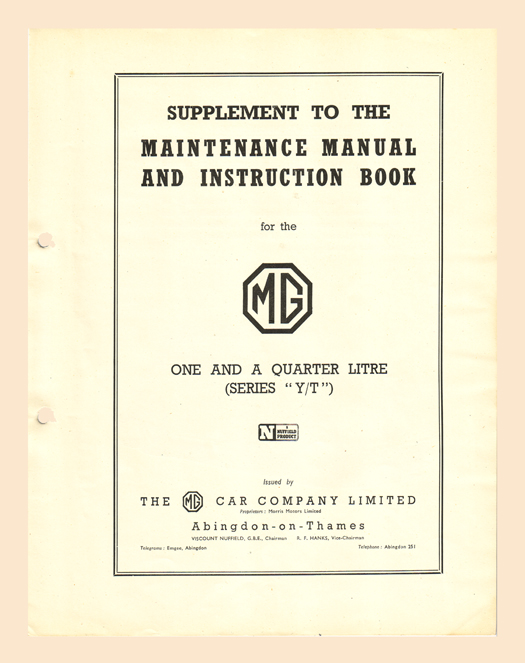 SUPPLEMENT TO THE
MAINTENANCE MANUAL
AND INSTRUCTION BOOK
for the
MG
ONE AND A QUARTER LITRE
(SERIES "Y/T")
N A NUFFIELD PRODUCT
Issued by
THE MG CAR COMPANY LIMITED
Proprietors: Morris Motors Limited
Abingdon-on-Thames
VISCOUNT NUFFIELD, G.B.E., Chairman R. F. HANKS, Vice-Chairman
Telegrams: Emgee, Abingdon Telephone: Abingdon 251